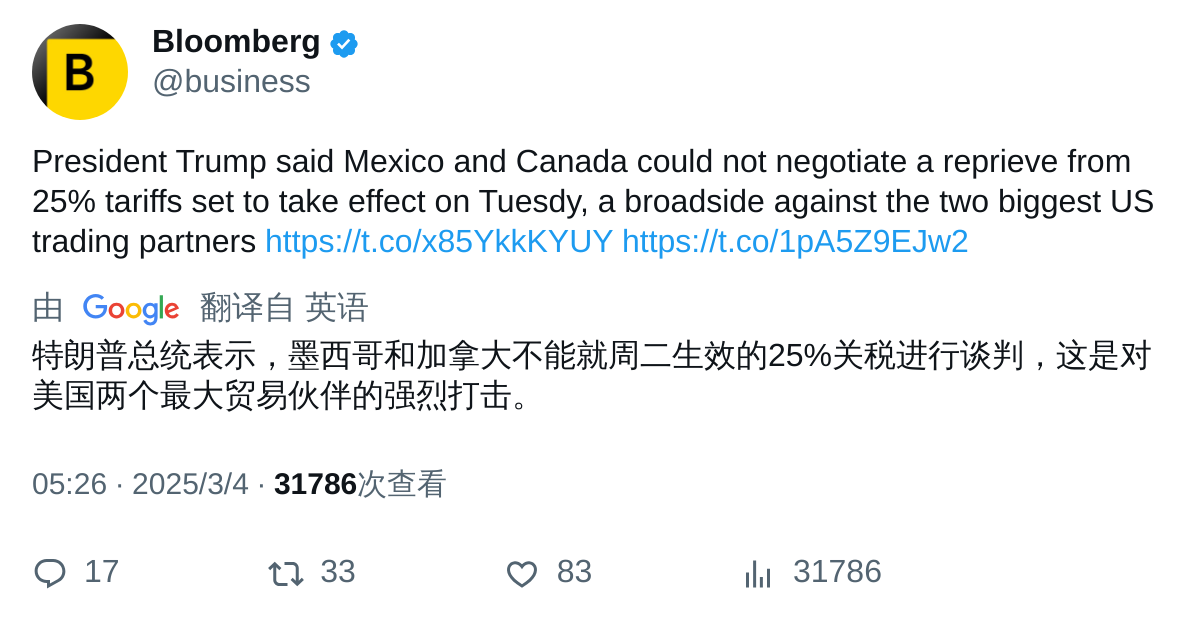 B
Bloomberg
@business
President Trump said Mexico and Canada could not negotiate a reprieve from
25% tariffs set to take effect on Tuesdy, a broadside against the two biggest US
trading partners https://t.co/x85YkkKYUY https://t.co/1pA5Z9EJw2
由 Google 翻译自 英语
特朗普总统表示，墨西哥和加拿大不能就周二生效的25%关税进行谈判，这是对
美国两个最大贸易伙伴的强烈打击。
05:26 · 2025/3/4 · 31786次查看
17 33 83 31786